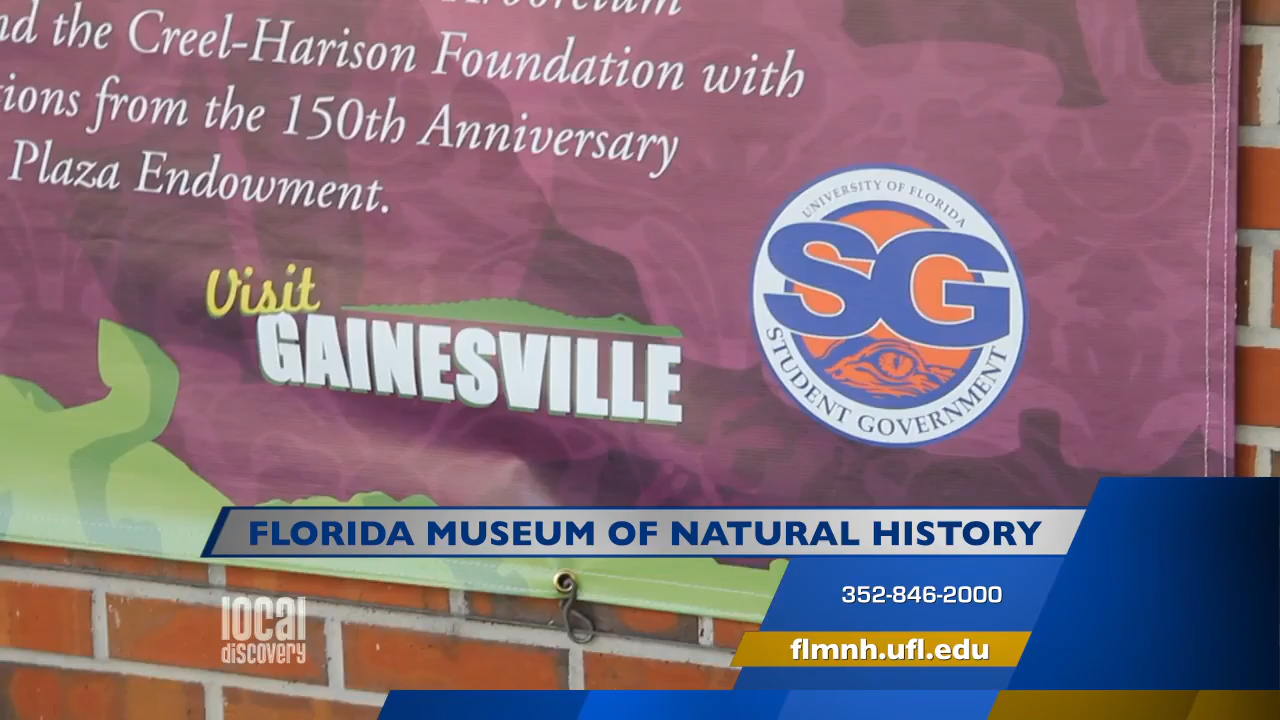 Arboretum
nd the Creel-Harison Foundation with
tions from the 150th Anniversary
Plaza Endowment.
Visit
GAINESVILLE
UNIVERSITY OF FLORIDA
SG
STUDENT GOVERNMENT
FLORIDA MUSEUM OF NATURAL HISTORY
352-846-2000
flmnh.ufl.edu
local
discovery